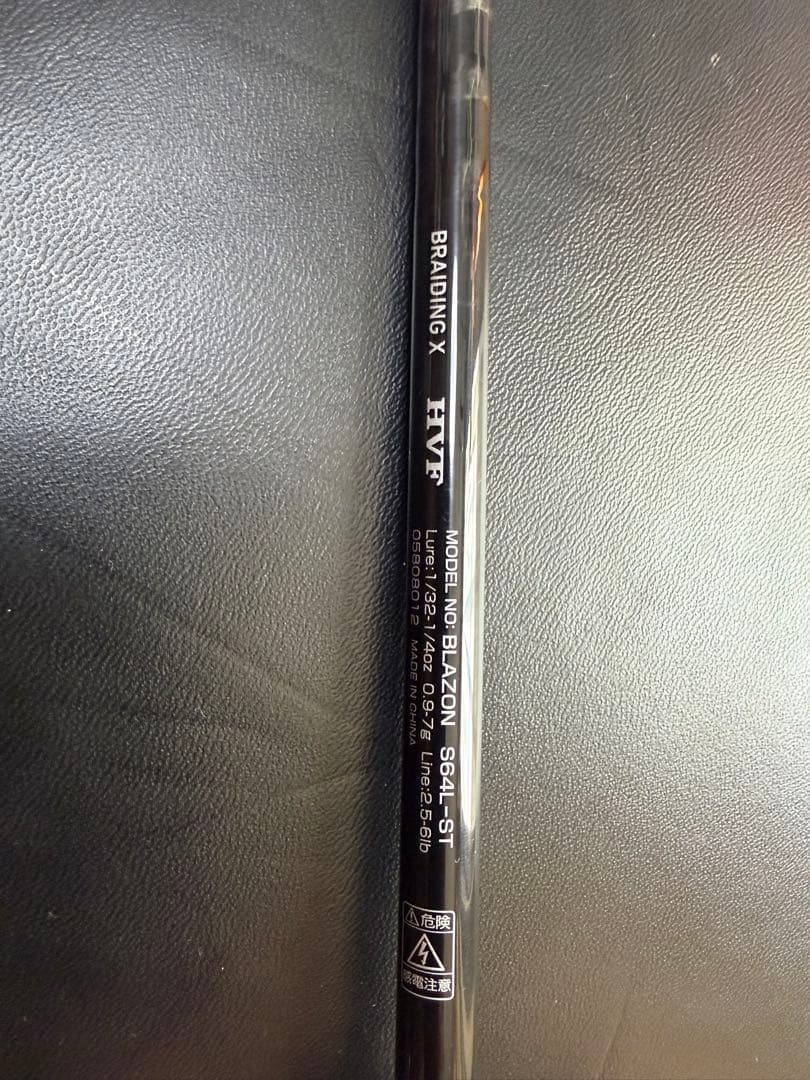 BRAIDING X HVF
MODEL NO: BLAZON S64L-ST
Lure:1/32-1/4oz 0.9-7g Line:2.5-6lb
05808012 MADE IN CHINA
危険
感電注意